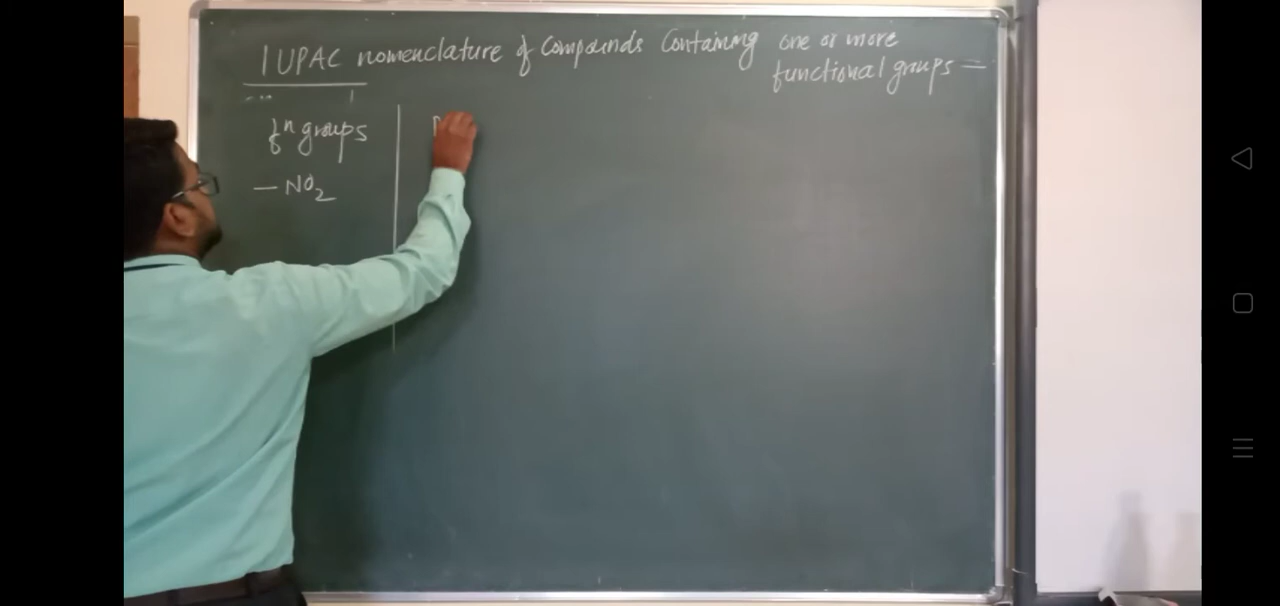 IUPAC nomenclature of Compounds Containing one or more
functional groups —
fⁿ groups
— NO₂